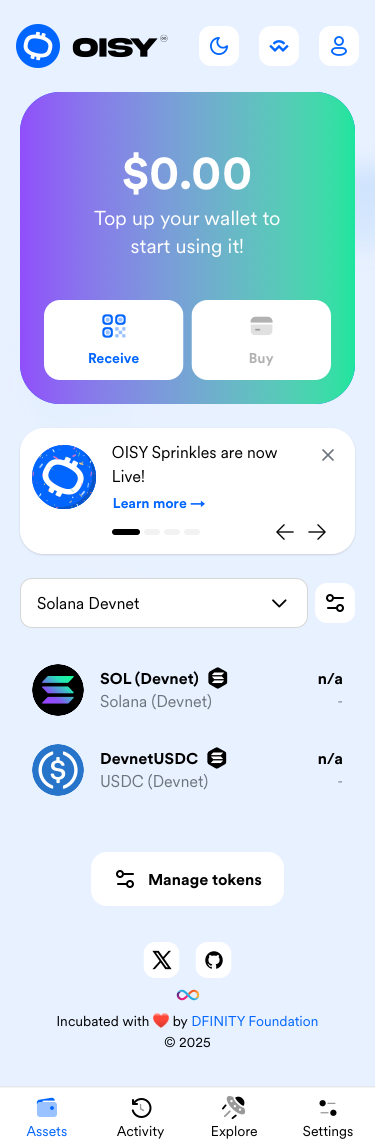 OISY
$0.00
Top up your wallet to
start using it!
Receive
Buy
OISY Sprinkles are now
Live!
Learn more →
Solana Devnet
SOL (Devnet)
n/a
Solana (Devnet)
-
DevnetUSDC
n/a
USDC (Devnet)
-
Manage tokens
Incubated with ❤️ by DFINITY Foundation
© 2025
Assets
Activity
Explore
Settings